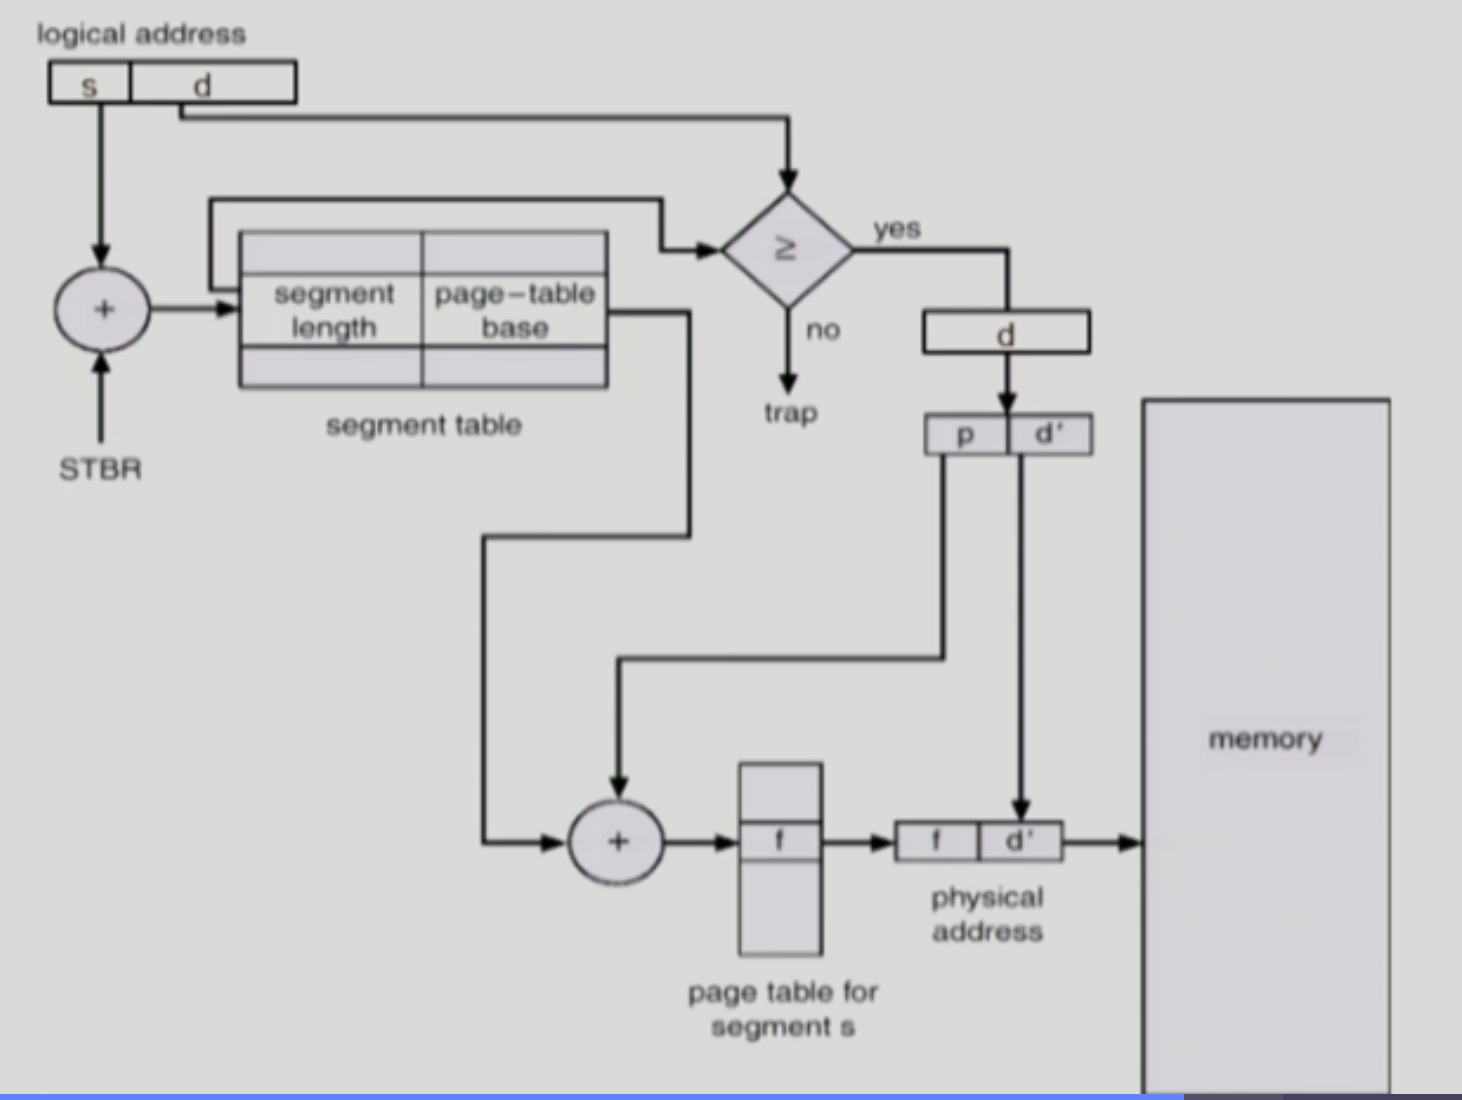 logical address
s d
≥
yes
+
segment length
page-table base
no
d
trap
segment table
p d'
STBR
memory
+
f
f d'
physical address
page table for segment s